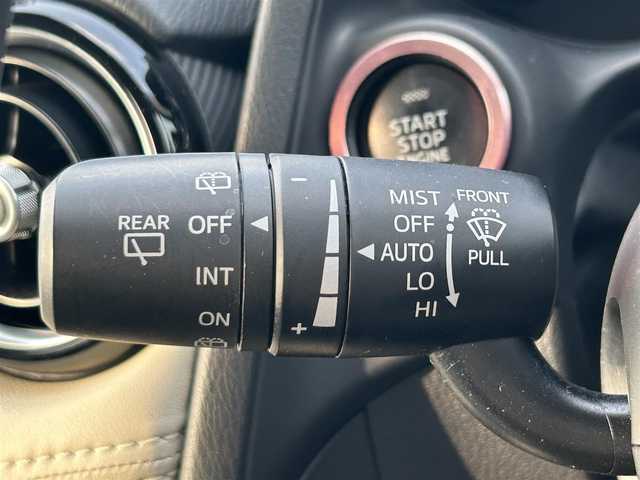 START
STOP
ENGINE
REAR
OFF
INT
ON
−
+
MIST
OFF
AUTO
LO
HI
FRONT
PULL